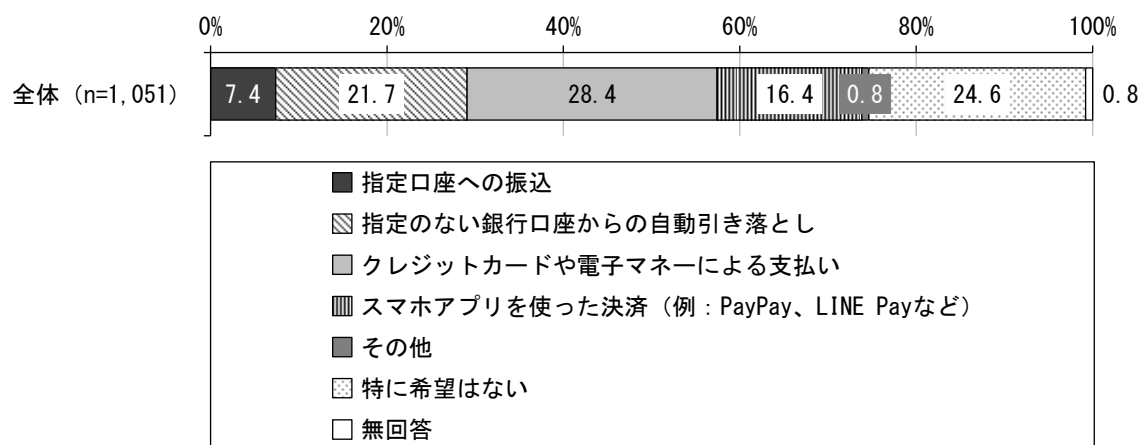 0% 20% 40% 60% 80% 100%
全体 (n=1,051) 7.4 21.7 28.4 16.4 0.8 24.6 0.8
指定口座への振込
指定のない銀行口座からの自動引き落とし
クレジットカードや電子マネーによる支払い
スマホアプリを使った決済（例：PayPay、LINE Payなど）
その他
特に希望はない
無回答